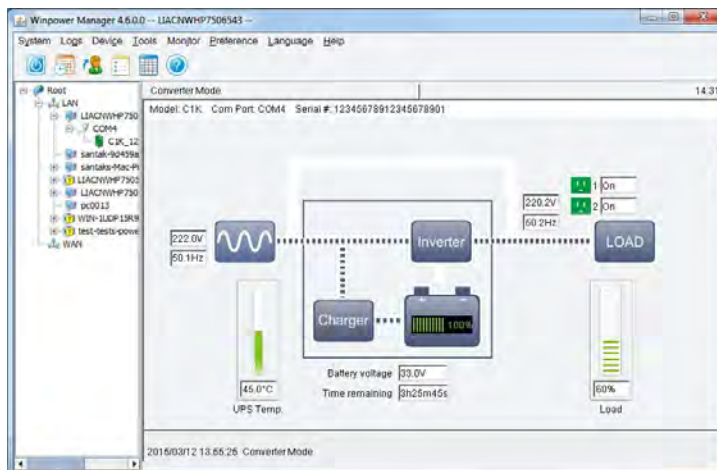 Winpower Manager 4.6.0.0 -- LIACNWHP7506543 --
System Logs Device Tools Monitor Preference Language Help
Root
LAN
LIACNWHP750
COM4
C1K_12
santak-9d459a
santaks-Mac-P
LIACNWHP750
LIACNWHP750
pc0013
WIN-1UDP15R9
test-tests-powe
WAN
Converter Mode 14:31
Model: C1K Com Port: COM4 Serial #: 12345678912345678901
1 On
2 On
220.2V
50.2Hz
222.0V
50.1Hz
Inverter
LOAD
Charger
100%
Battery voltage 33.0V
Time remaining 3h25m45s
45.0°C
UPS Temp.
60%
Load
2016/03/12 13:55:26 Converter Mode